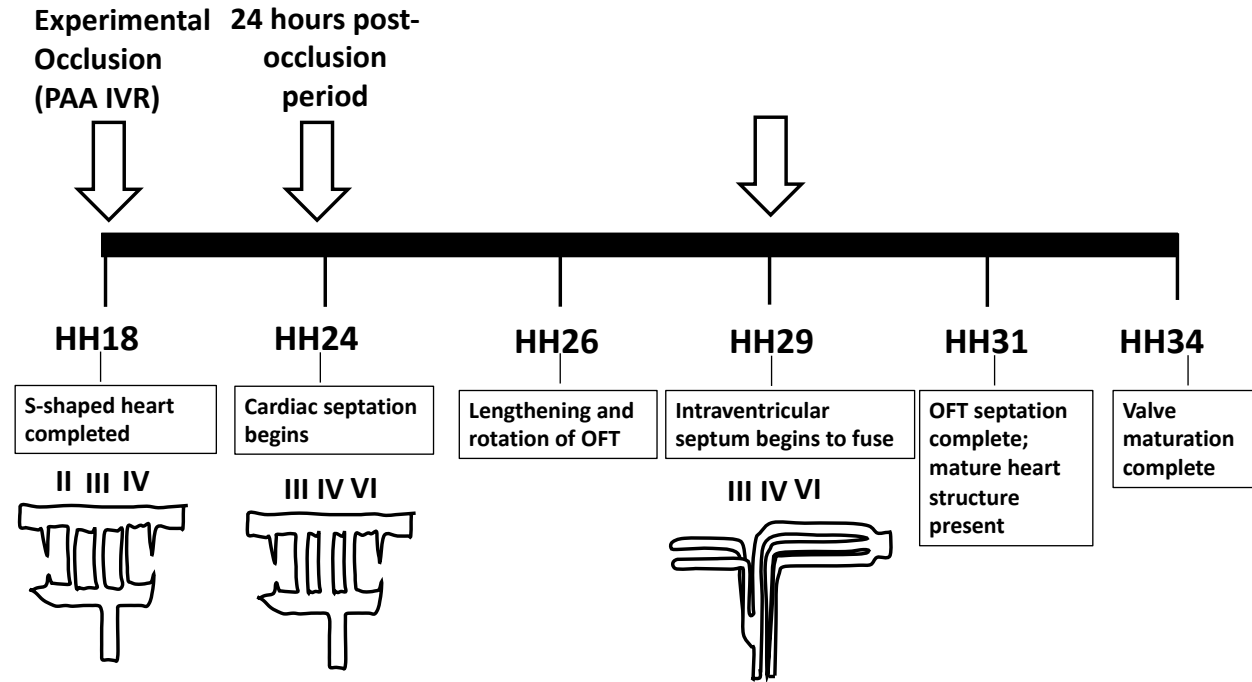 Experimental
Occlusion
(PAA IVR)
24 hours post-
occlusion
period
HH18
HH24
HH26
HH29
HH31
HH34
S-shaped heart
completed
Cardiac septation
begins
Lengthening and
rotation of OFT
Intraventricular
septum begins to fuse
OFT septation
complete;
mature heart
structure
present
Valve
maturation
complete
II III IV
III IV VI
III IV VI